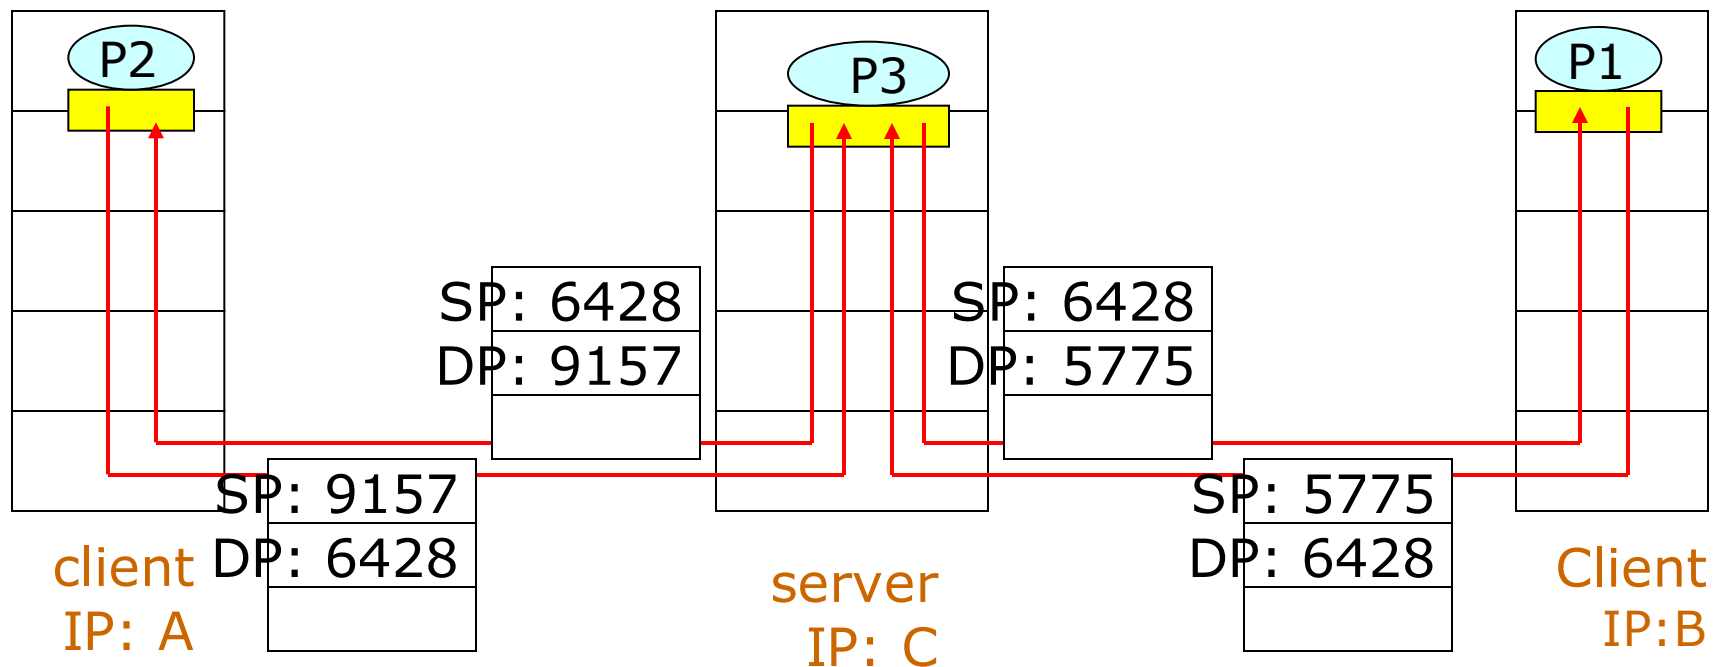 P2
P3
P1
SP: 6428
DP: 9157
SP: 6428
DP: 5775
SP: 9157
DP: 6428
SP: 5775
DP: 6428
client
IP: A
server
IP: C
Client
IP:B